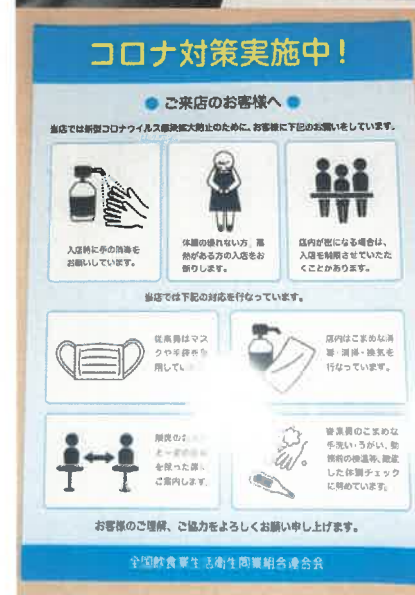 コロナ対策実施中！
ご来店のお客様へ
当店では新型コロナウイルス感染拡大防止のために、お客様に下記のお願いをしています。
入店時に手の消毒を
お願いしています。
体調の優れない方、高
熱がある方の入店をお
断りします。
店内が密になる場合は、
入店を制限させていただ
くことがあります。
当店では下記の対応を行なっています。
従業員はマス
クや手袋を
用してい
店内はこまめな消
毒・清掃・換気を
行なっています。
と一定の
を保った席
ご案内します。
従業員のこまめな
手洗い・うがい、勤
務前の検温等、徹底
した体調チェック
に努めています。
お客様のご理解、ご協力をよろしくお願い申し上げます。
全国飲食業生活衛生同業組合連合会